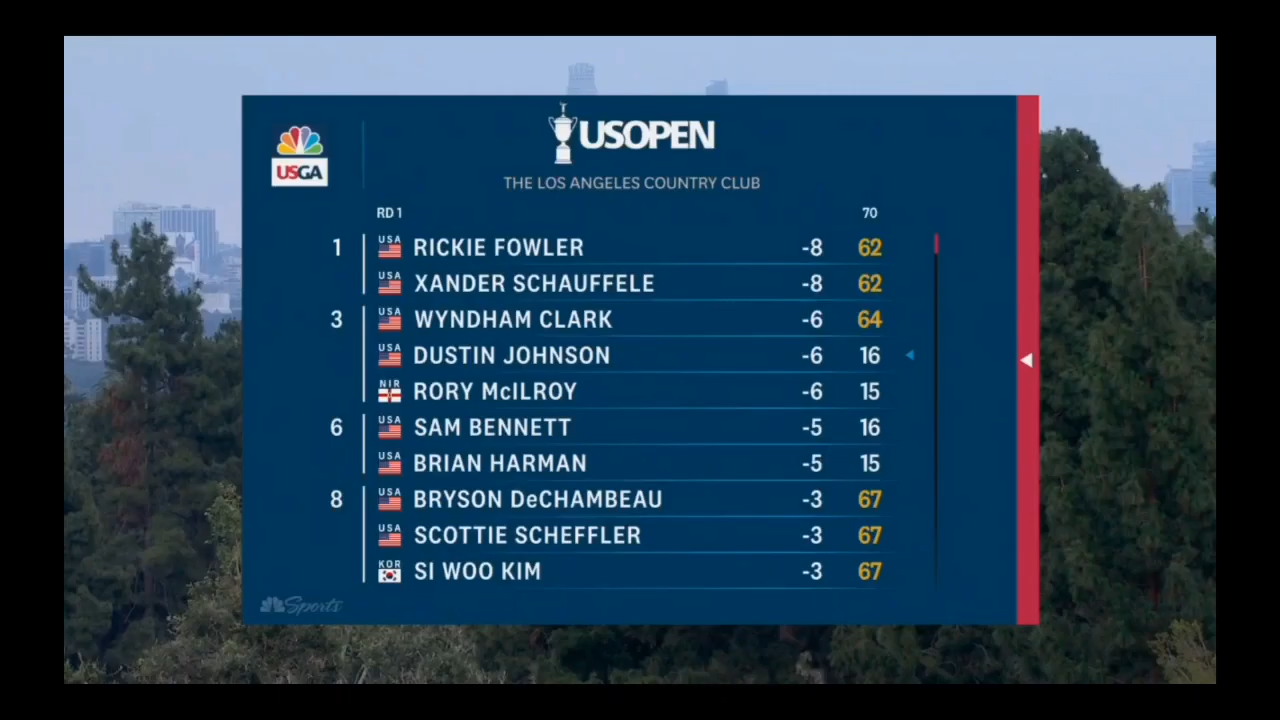 USOPEN
USGA
THE LOS ANGELES COUNTRY CLUB
RD 1 70
1 USA RICKIE FOWLER -8 62
USA XANDER SCHAUFFELE -8 62
3 USA WYNDHAM CLARK -6 64
USA DUSTIN JOHNSON -6 16
NIR RORY McILROY -6 15
6 USA SAM BENNETT -5 16
USA BRIAN HARMAN -5 15
8 USA BRYSON DeCHAMBEAU -3 67
USA SCOTTIE SCHEFFLER -3 67
KOR SI WOO KIM -3 67
Sports